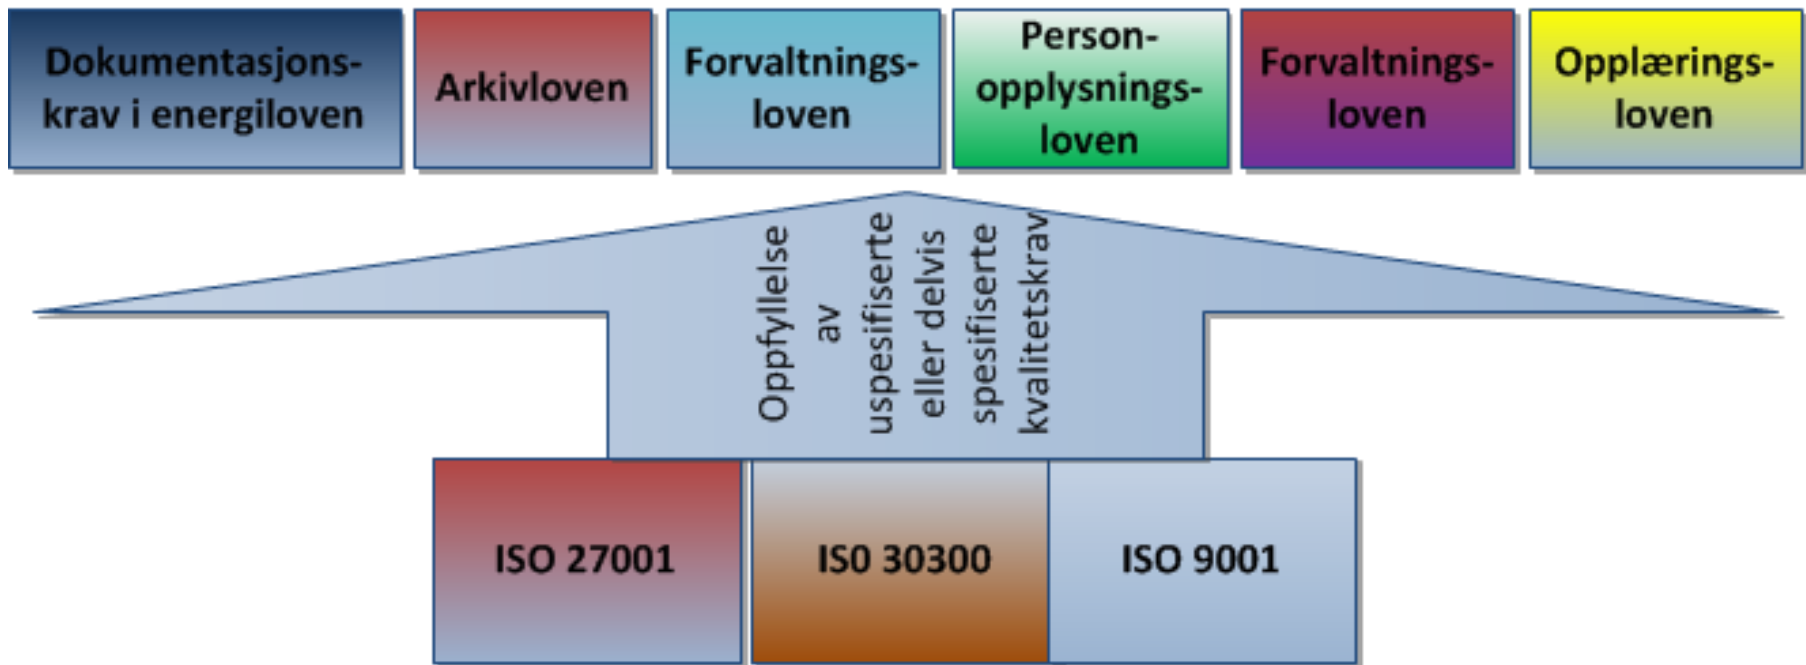 Dokumentasjons-
krav i energiloven
Arkivloven
Forvaltnings-
loven
Person-
opplysnings-
loven
Forvaltnings-
loven
Opplærings-
loven
Oppfyllelse
av
uspesifiserte
eller delvis
spesifiserte
kvalitetskrav
ISO 27001
IS0 30300
ISO 9001